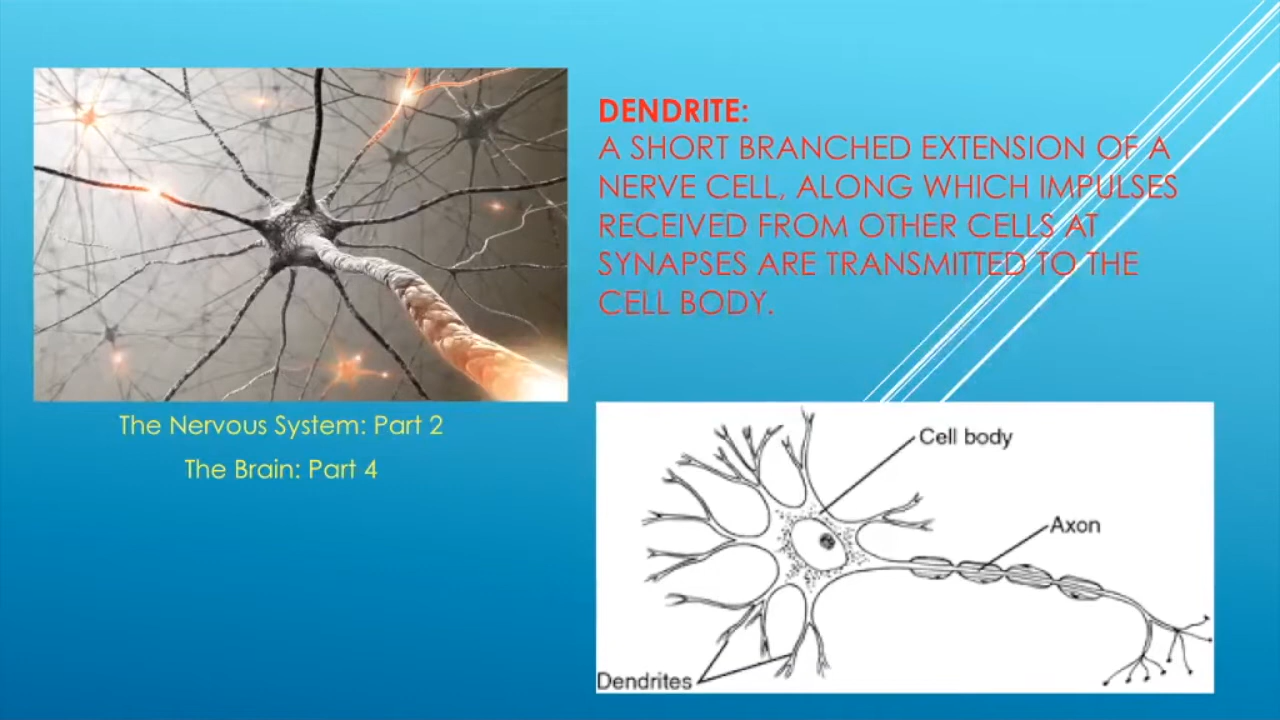 DENDRITE:
A SHORT BRANCHED EXTENSION OF A
NERVE CELL, ALONG WHICH IMPULSES
RECEIVED FROM OTHER CELLS AT
SYNAPSES ARE TRANSMITTED TO THE
CELL BODY.
The Nervous System: Part 2
The Brain: Part 4
Cell body
Axon
Dendrites